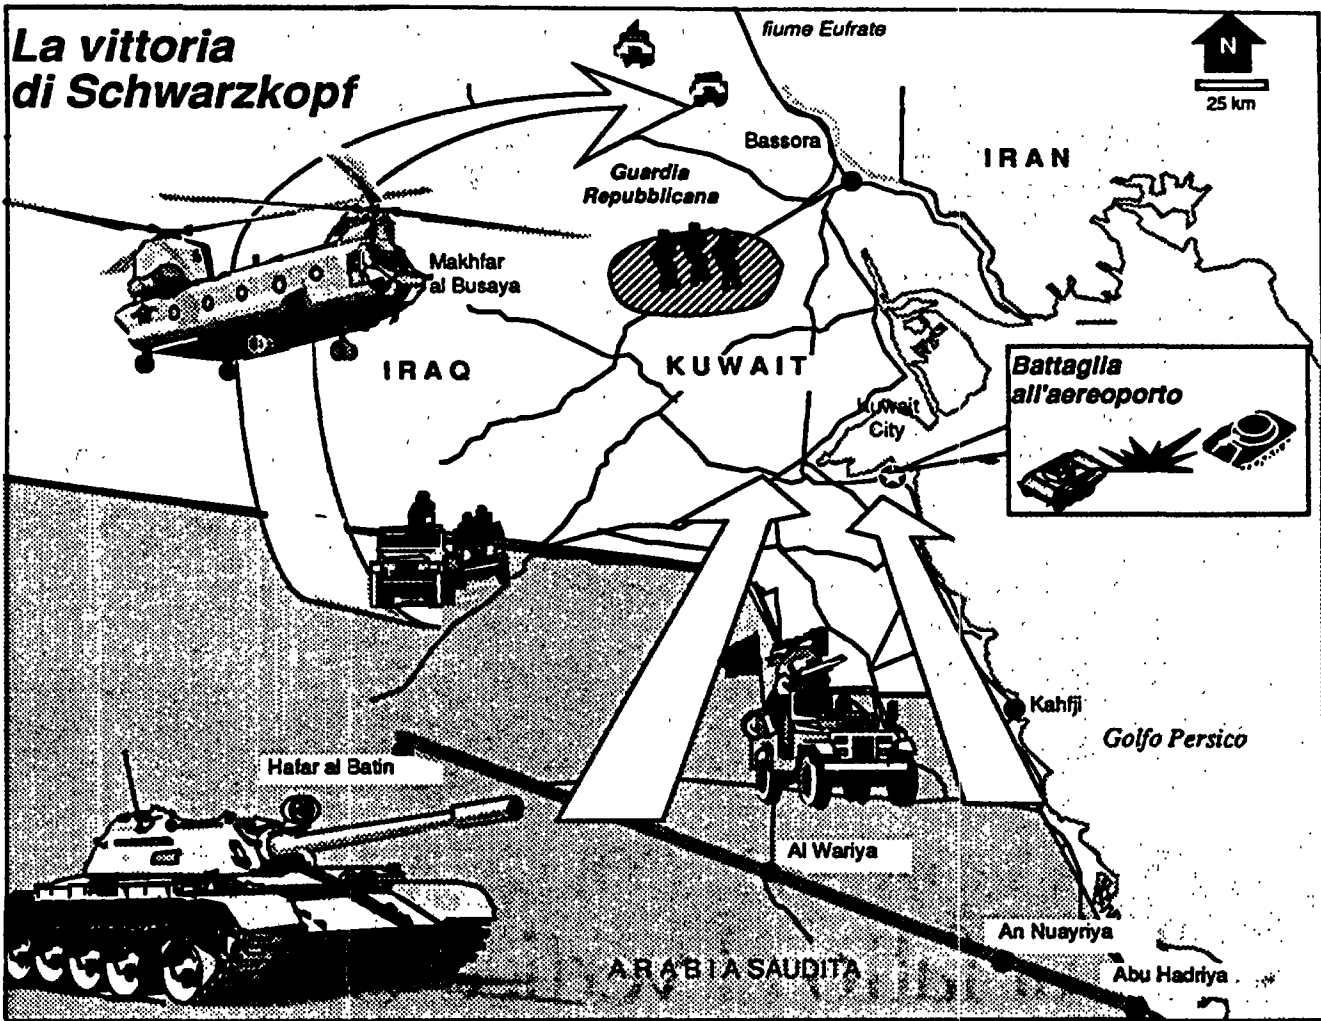 La vittoria
di Schwarzkopf
fiume Eufrate
N
25 km
Bassora
IRAN
Guardia
Repubblicana
Makhfar
al Busaya
IRAQ
KUWAIT
Battaglia
all'aereoporto
Kuwait
City
Kahfji
Golfo Persico
Hafar al Batin
Al Wariya
An Nuayriya
ARABIA SAUDITA
Abu Hadriya